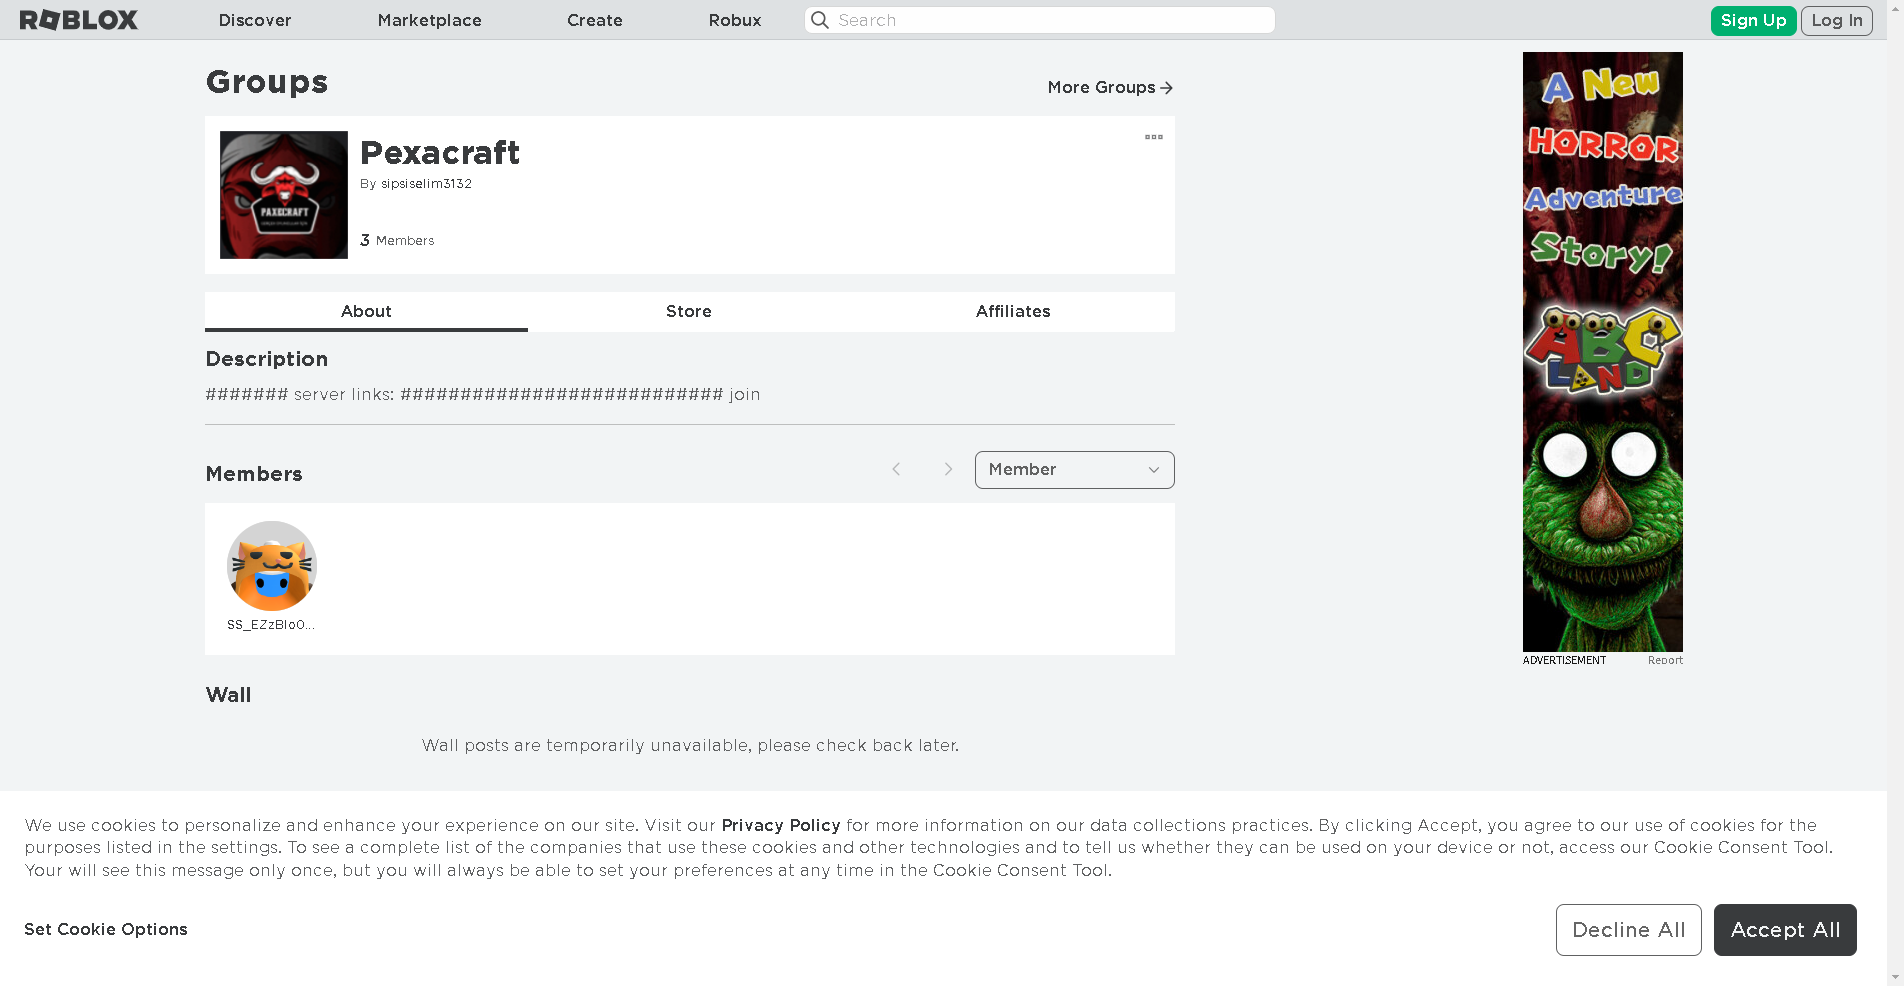 ROBLOX
Discover
Marketplace
Create
Robux
Search
Sign Up
Log In
Groups
More Groups
Pexacraft
By sipsiselim3132
3 Members
PAXECRAFT
About
Store
Affiliates
Description
####### server links: ########################### join
Members
Member
SS_EZzBloO...
Wall
Wall posts are temporarily unavailable, please check back later.
A New
HORROR
Adventure
Story!
ABC
LAND
ADVERTISEMENT
Report
We use cookies to personalize and enhance your experience on our site. Visit our Privacy Policy for more information on our data collections practices. By clicking Accept, you agree to our use of cookies for the
purposes listed in the settings. To see a complete list of the companies that use these cookies and other technologies and to tell us whether they can be used on your device or not, access our Cookie Consent Tool.
Your will see this message only once, but you will always be able to set your preferences at any time in the Cookie Consent Tool.
Set Cookie Options
Decline All
Accept All